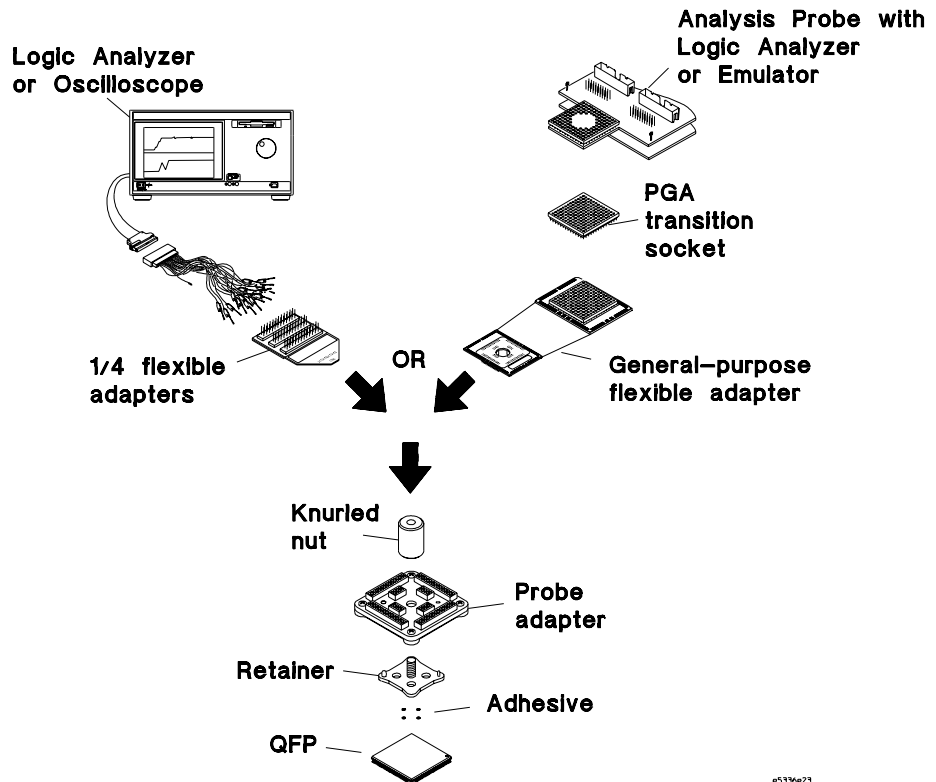 Analysis Probe with
Logic Analyzer
or Emulator
Logic Analyzer
or Oscilloscope
PGA
transition
socket
1/4 flexible
adapters
OR
General-purpose
flexible adapter
Knurled
nut
Probe
adapter
Retainer
Adhesive
QFP
e5336e23